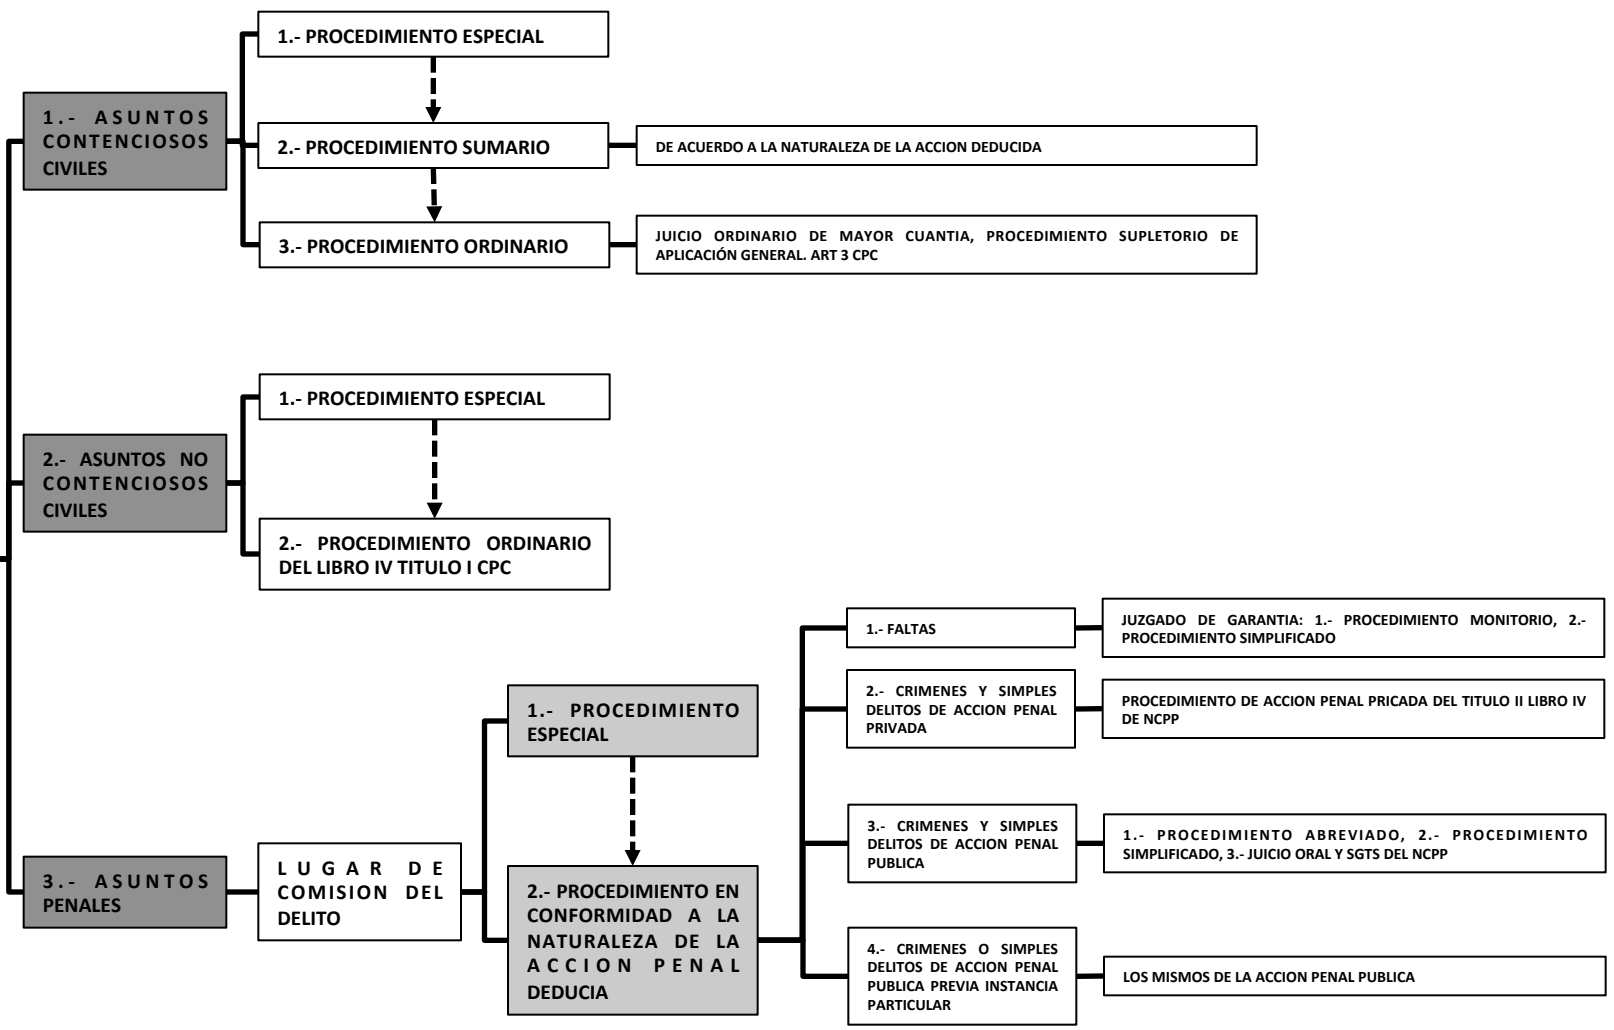 1.- ASUNTOS
CONTENCIOSOS
CIVILES
1.- PROCEDIMIENTO ESPECIAL
2.- PROCEDIMIENTO SUMARIO
DE ACUERDO A LA NATURALEZA DE LA ACCION DEDUCIDA
3.- PROCEDIMIENTO ORDINARIO
JUICIO ORDINARIO DE MAYOR CUANTIA, PROCEDIMIENTO SUPLETORIO DE
APLICACIÓN GENERAL. ART 3 CPC
2.- ASUNTOS NO
CONTENCIOSOS
CIVILES
1.- PROCEDIMIENTO ESPECIAL
2.- PROCEDIMIENTO ORDINARIO
DEL LIBRO IV TITULO I CPC
3.- ASUNTOS
PENALES
LUGAR DE
COMISION DEL
DELITO
1.- PROCEDIMIENTO
ESPECIAL
2.- PROCEDIMIENTO EN
CONFORMIDAD A LA
NATURALEZA DE LA
ACCION PENAL
DEDUCIA
1.- FALTAS
JUZGADO DE GARANTIA: 1.- PROCEDIMIENTO MONITORIO, 2.-
PROCEDIMIENTO SIMPLIFICADO
2.- CRIMENES Y SIMPLES
DELITOS DE ACCION PENAL
PRIVADA
PROCEDIMIENTO DE ACCION PENAL PRICADA DEL TITULO II LIBRO IV
DE NCPP
3.- CRIMENES Y SIMPLES
DELITOS DE ACCION PENAL
PUBLICA
1.- PROCEDIMIENTO ABREVIADO, 2.- PROCEDIMIENTO
SIMPLIFICADO, 3.- JUICIO ORAL Y SGTS DEL NCPP
4.- CRIMENES O SIMPLES
DELITOS DE ACCION PENAL
PUBLICA PREVIA INSTANCIA
PARTICULAR
LOS MISMOS DE LA ACCION PENAL PUBLICA